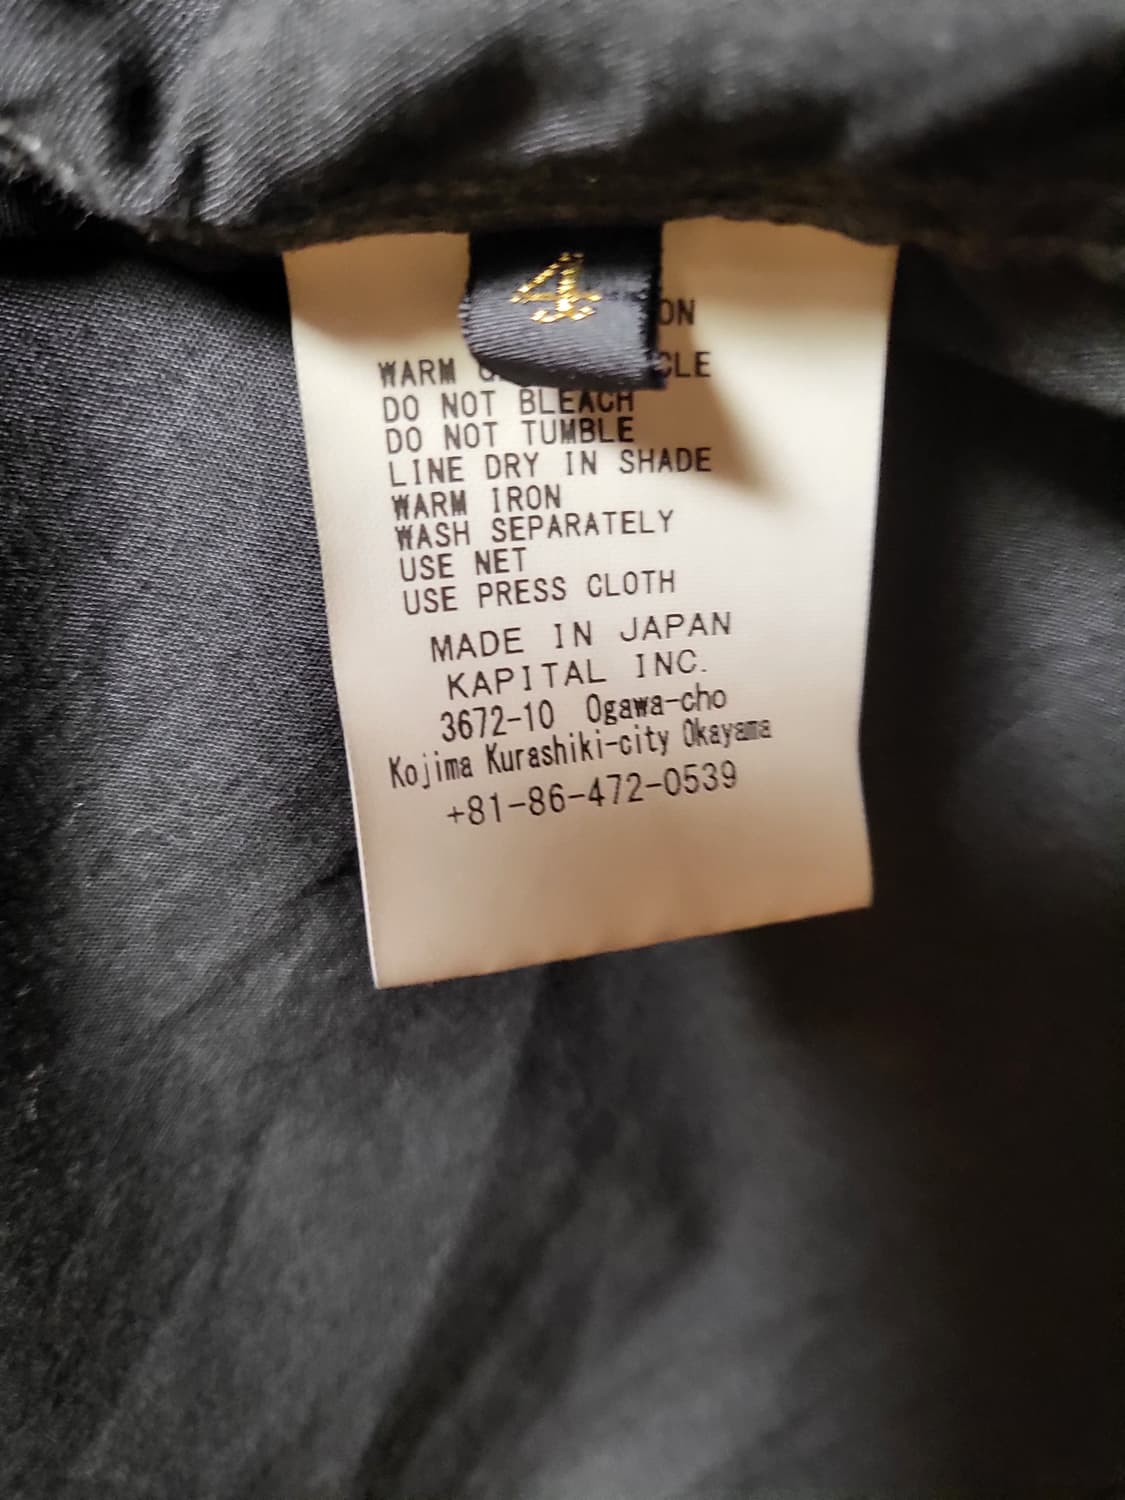 4
WARM
DO NOT BLEACH
DO NOT TUMBLE
LINE DRY IN SHADE
WARM IRON
WASH SEPARATELY
USE NET
USE PRESS CLOTH
MADE IN JAPAN
KAPITAL INC.
3672-10 Ogawa-cho
Kojima Kurashiki-city Okayama
+81-86-472-0539